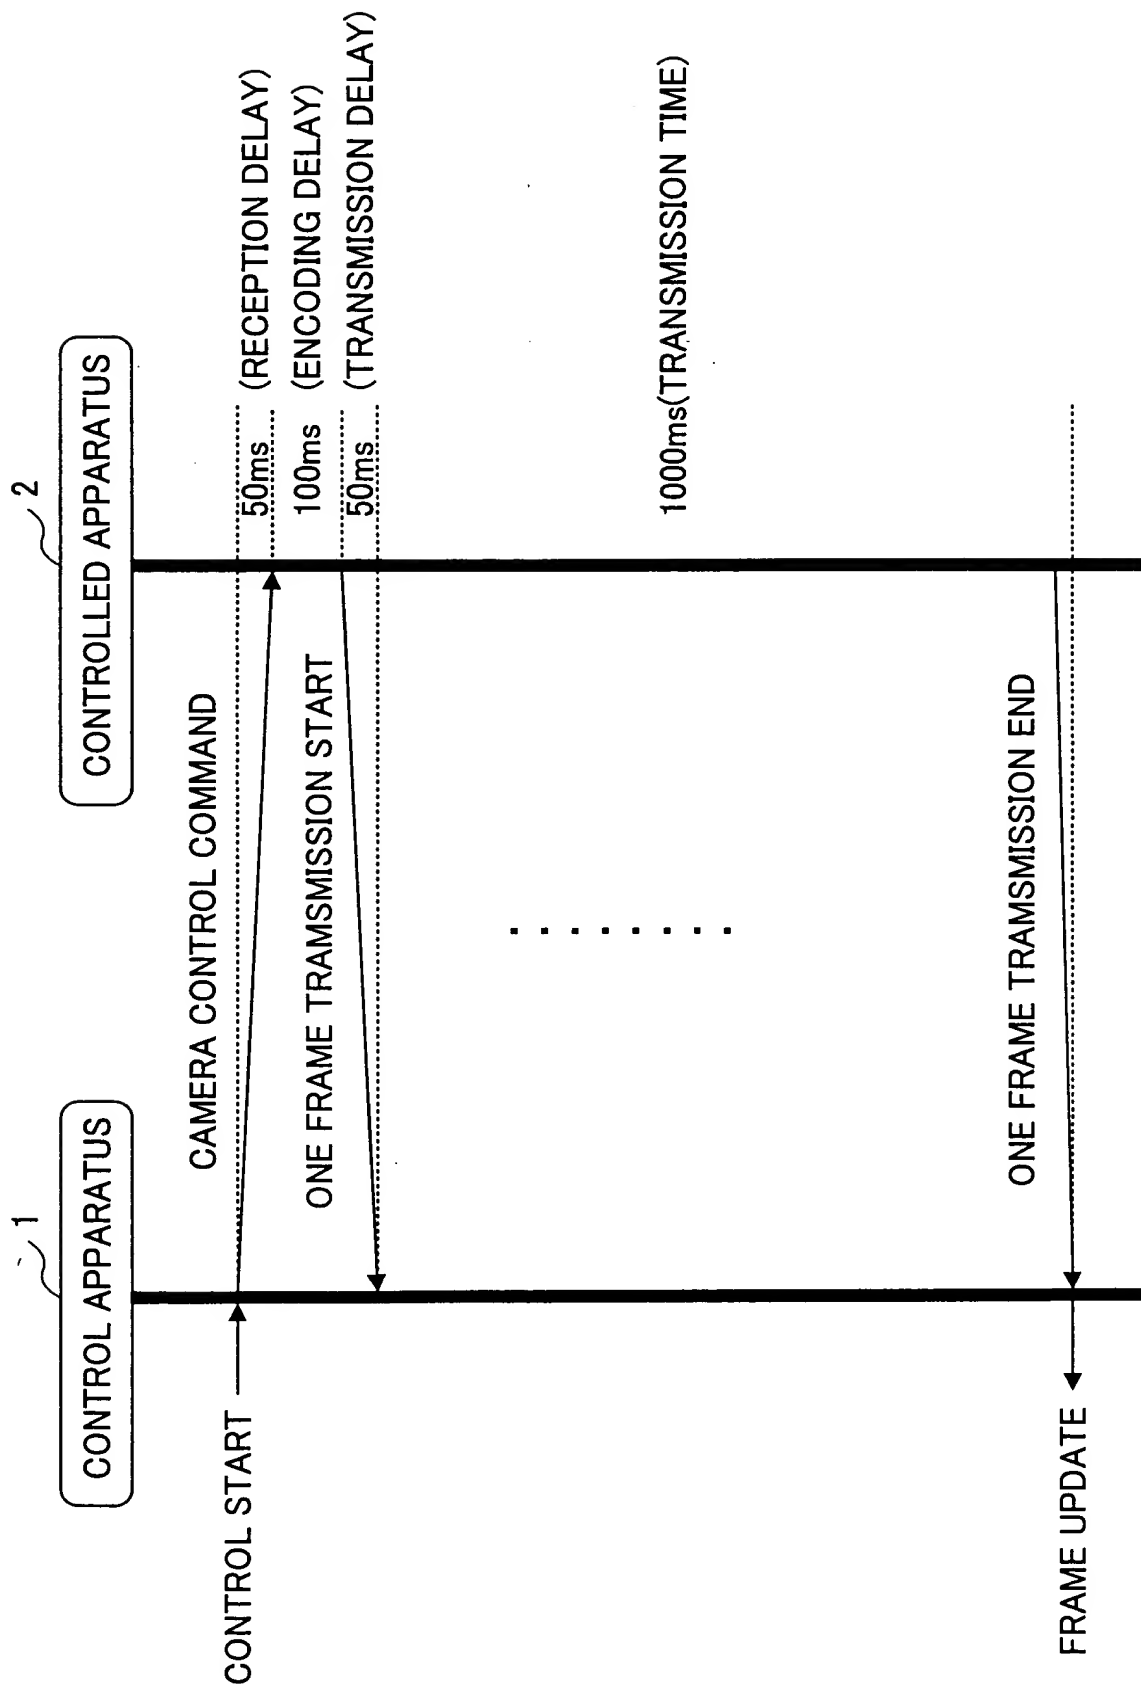 1
CONTROL APPARATUS
2
CONTROLLED APPARATUS
CONTROL START
CAMERA CONTROL COMMAND
50ms (RECEPTION DELAY)
100ms (ENCODING DELAY)
ONE FRAME TRAMSMISSION START
50ms (TRANSMISSION DELAY)
1000ms(TRANSMISSION TIME)
ONE FRAME TRAMSMISSION END
FRAME UPDATE